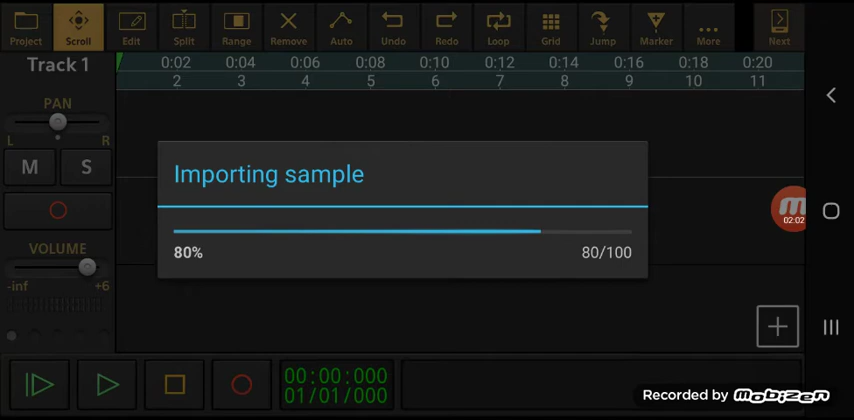 Project Scroll Edit Split Range Remove Auto Undo Redo Loop Grid Jump Marker More Next
Track 1
0:02 0:04 0:06 0:08 0:10 0:12 0:14 0:16 0:18 0:20
2 3 4 5 6 7 8 9 10 11
PAN
L R
M S
Importing sample
80% 80/100
02:02
VOLUME
-inf +6
00:00:000
01/01/000
Recorded by mobizen